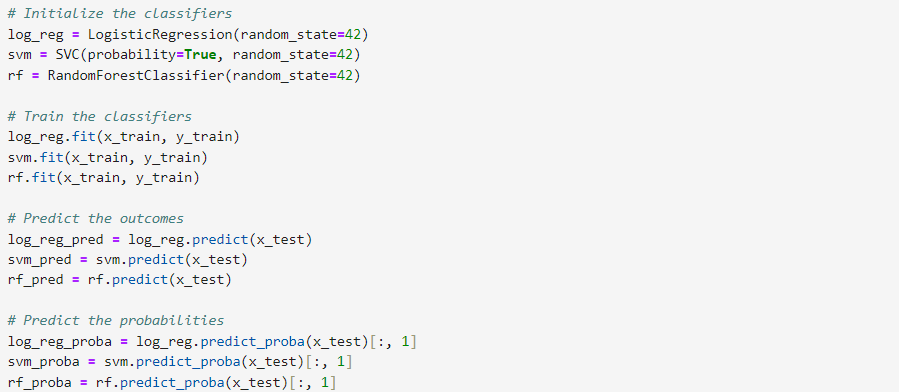 # Initialize the classifiers
log_reg = LogisticRegression(random_state=42)
svm = SVC(probability=True, random_state=42)
rf = RandomForestClassifier(random_state=42)
# Train the classifiers
log_reg.fit(x_train, y_train)
svm.fit(x_train, y_train)
rf.fit(x_train, y_train)
# Predict the outcomes
log_reg_pred = log_reg.predict(x_test)
svm_pred = svm.predict(x_test)
rf_pred = rf.predict(x_test)
# Predict the probabilities
log_reg_proba = log_reg.predict_proba(x_test)[:, 1]
svm_proba = svm.predict_proba(x_test)[:, 1]
rf_proba = rf.predict_proba(x_test)[:, 1]